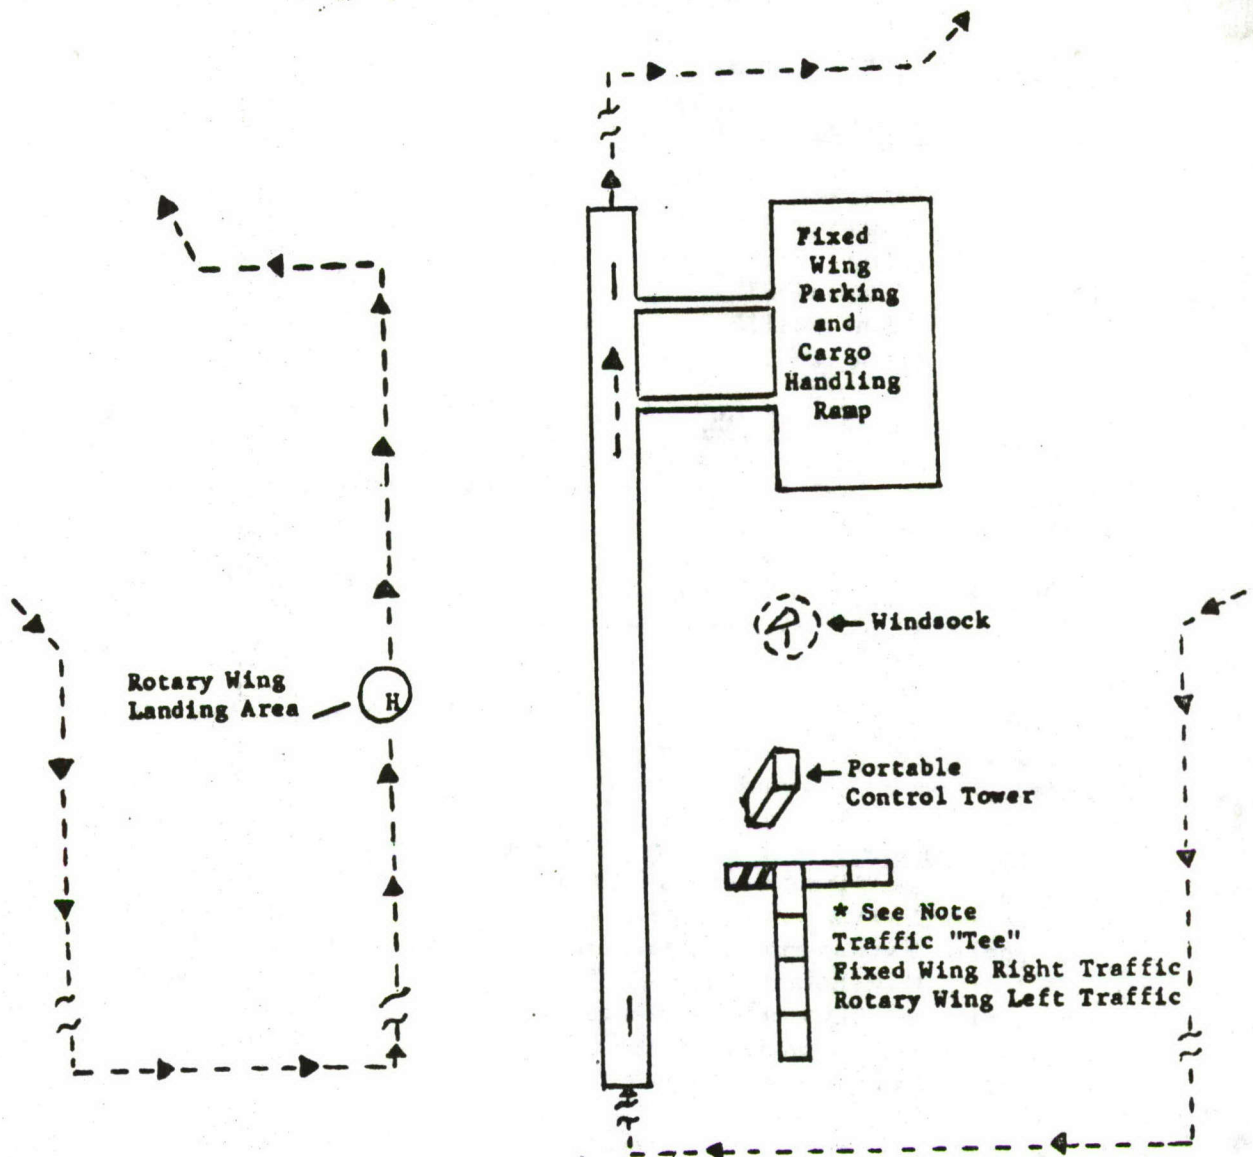 Fixed
Wing
Parking
and
Cargo
Handling
Ramp
Windsock
Rotary Wing
Landing Area
H
Portable
Control Tower
* See Note
Traffic "Tee"
Fixed Wing Right Traffic
Rotary Wing Left Traffic